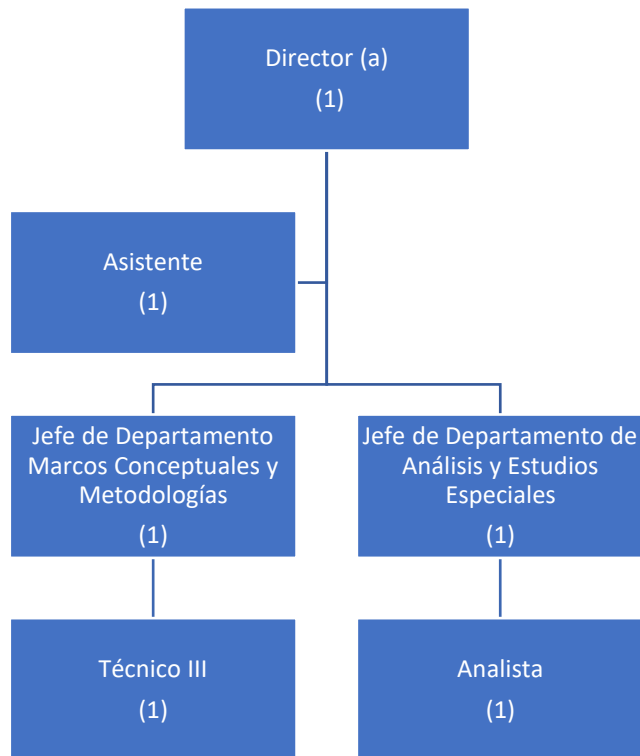 Director (a)
(1)
Asistente
(1)
Jefe de Departamento
Marcos Conceptuales y
Metodologías
(1)
Jefe de Departamento de
Análisis y Estudios
Especiales
(1)
Técnico III
(1)
Analista
(1)